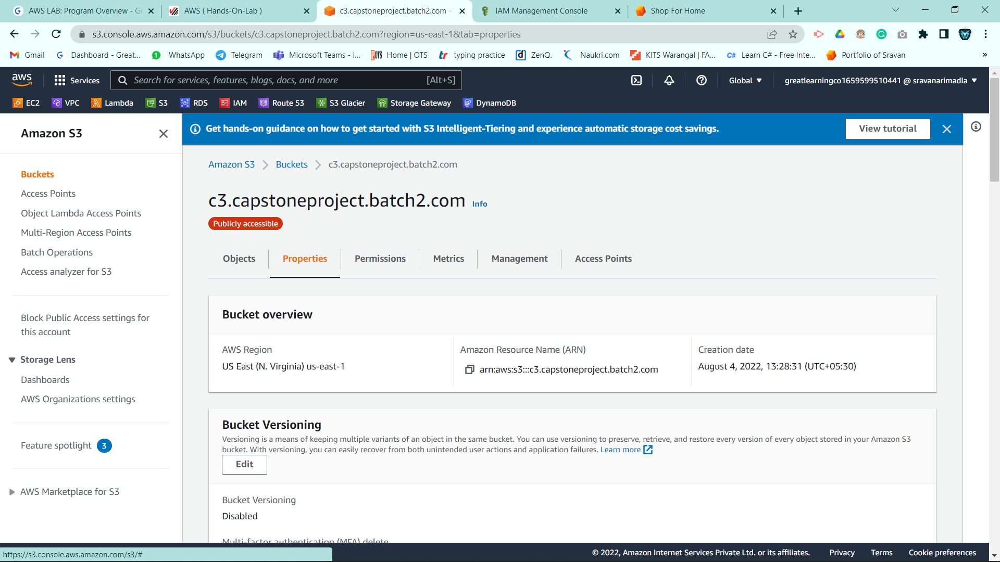 AWS LAB: Program Overview - Gr
AWS ( Hands-On-Lab )
c3.capstoneproject.batch2.com -
IAM Management Console
Shop For Home
s3.console.aws.amazon.com/s3/buckets/c3.capstoneproject.batch2.com?region=us-east-1&tab=properties
Gmail
Dashboard - Great...
WhatsApp
Telegram
Microsoft Teams - i...
Home | OTS
typing practice
ZenQ.
Naukri.com
KITS Warangal | FA...
Learn C# - Free Inte...
Portfolio of Sravan
»
aws
Services
Search for services, features, blogs, docs, and more
[Alt+S]
Global
greatlearningco1659599510441 @ sravanarimadla
EC2
VPC
Lambda
S3
RDS
IAM
Route 53
S3 Glacier
Storage Gateway
DynamoDB
Amazon S3
Buckets
Access Points
Object Lambda Access Points
Multi-Region Access Points
Batch Operations
Access analyzer for S3
Block Public Access settings for
this account
Storage Lens
Dashboards
AWS Organizations settings
Feature spotlight 3
AWS Marketplace for S3
Get hands-on guidance on how to get started with S3 Intelligent-Tiering and experience automatic storage cost savings.
View tutorial
Amazon S3
Buckets
c3.capstoneproject.batch2.com
c3.capstoneproject.batch2.com Info
Publicly accessible
Objects
Properties
Permissions
Metrics
Management
Access Points
Bucket overview
AWS Region
US East (N. Virginia) us-east-1
Amazon Resource Name (ARN)
arn:aws:s3:::c3.capstoneproject.batch2.com
Creation date
August 4, 2022, 13:28:31 (UTC+05:30)
Bucket Versioning
Versioning is a means of keeping multiple variants of an object in the same bucket. You can use versioning to preserve, retrieve, and restore every version of every object stored in your Amazon S3
bucket. With versioning, you can easily recover from both unintended user actions and application failures. Learn more
Edit
Bucket Versioning
Disabled
Multi-factor authentication (MFA) delete
https://s3.console.aws.amazon.com/s3/#
© 2022, Amazon Internet Services Private Ltd. or its affiliates.
Privacy
Terms
Cookie preferences